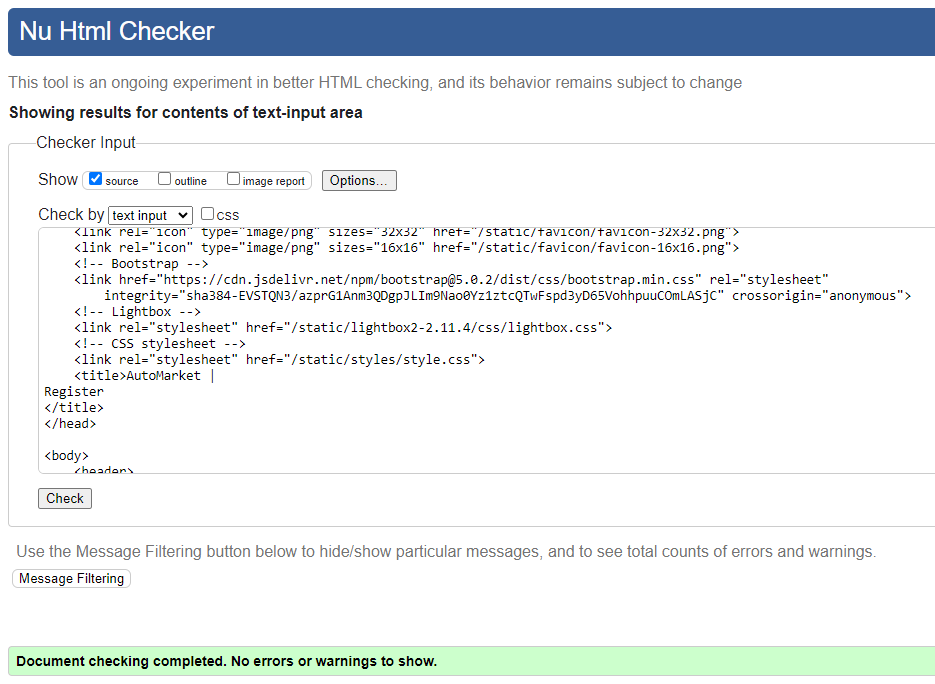 Nu Html Checker
This tool is an ongoing experiment in better HTML checking, and its behavior remains subject to change
Showing results for contents of text-input area
Checker Input
Show source outline image report Options...
Check by text input css
<link rel="icon" type="image/png" sizes="32x32" href="/static/favicon/favicon-32x32.png">
<link rel="icon" type="image/png" sizes="16x16" href="/static/favicon/favicon-16x16.png">
<!-- Bootstrap -->
<link href="https://cdn.jsdelivr.net/npm/bootstrap@5.0.2/dist/css/bootstrap.min.css" rel="stylesheet"
integrity="sha384-EVSTQN3/azprG1Anm3QDgpJLIm9Nao0Yz1ztcQTwFspd3yD65VohhpuuCOmLASjC" crossorigin="anonymous">
<!-- Lightbox -->
<link rel="stylesheet" href="/static/lightbox2-2.11.4/css/lightbox.css">
<!-- CSS stylesheet -->
<link rel="stylesheet" href="/static/styles/style.css">
<title>AutoMarket |
Register
</title>
</head>
<body>
<header>
Check
Use the Message Filtering button below to hide/show particular messages, and to see total counts of errors and warnings.
Message Filtering
Document checking completed. No errors or warnings to show.